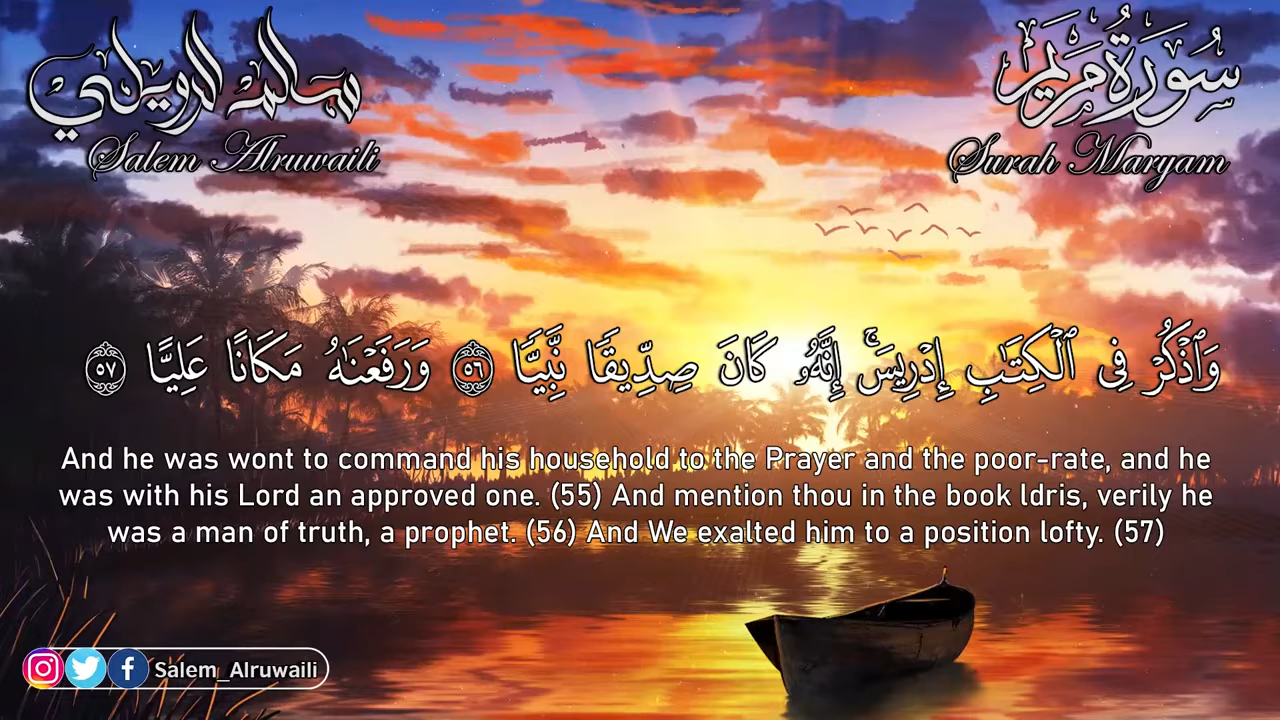 سالم الرويلي
Salem Alruwaili
سُورَةُ مَرْيَم
Surah Maryam
وَٱذْكُرْ فِى ٱلْكِتَٰبِ إِدْرِيسَ ۚ إِنَّهُۥ كَانَ صِدِّيقًا نَّبِيًّا ٥٦ وَرَفَعْنَٰهُ مَكَانًا عَلِيًّا ٥٧
And he was wont to command his household to the Prayer and the poor-rate, and he
was with his Lord an approved one. (55) And mention thou in the book ldris, verily he
was a man of truth, a prophet. (56) And We exalted him to a position lofty. (57)
Salem_Alruwaili